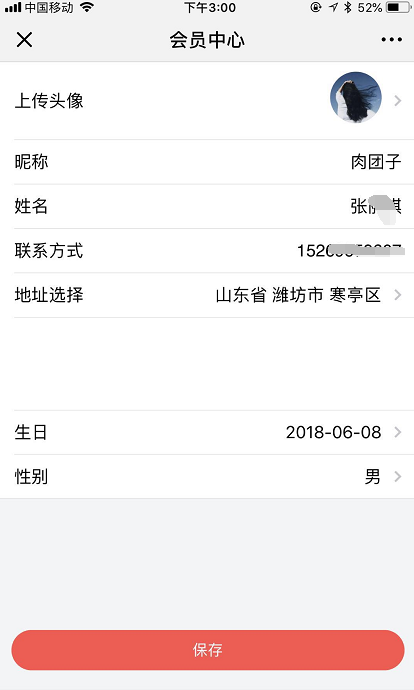 中国移动 下午3:00 52%
会员中心
上传头像
昵称 肉团子
姓名 张
联系方式
地址选择 山东省 潍坊市 寒亭区
生日 2018-06-08
性别 男
保存